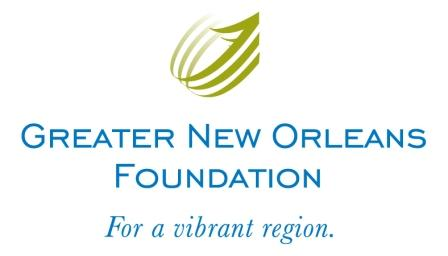 GREATER NEW ORLEANS
FOUNDATION
For a vibrant region.